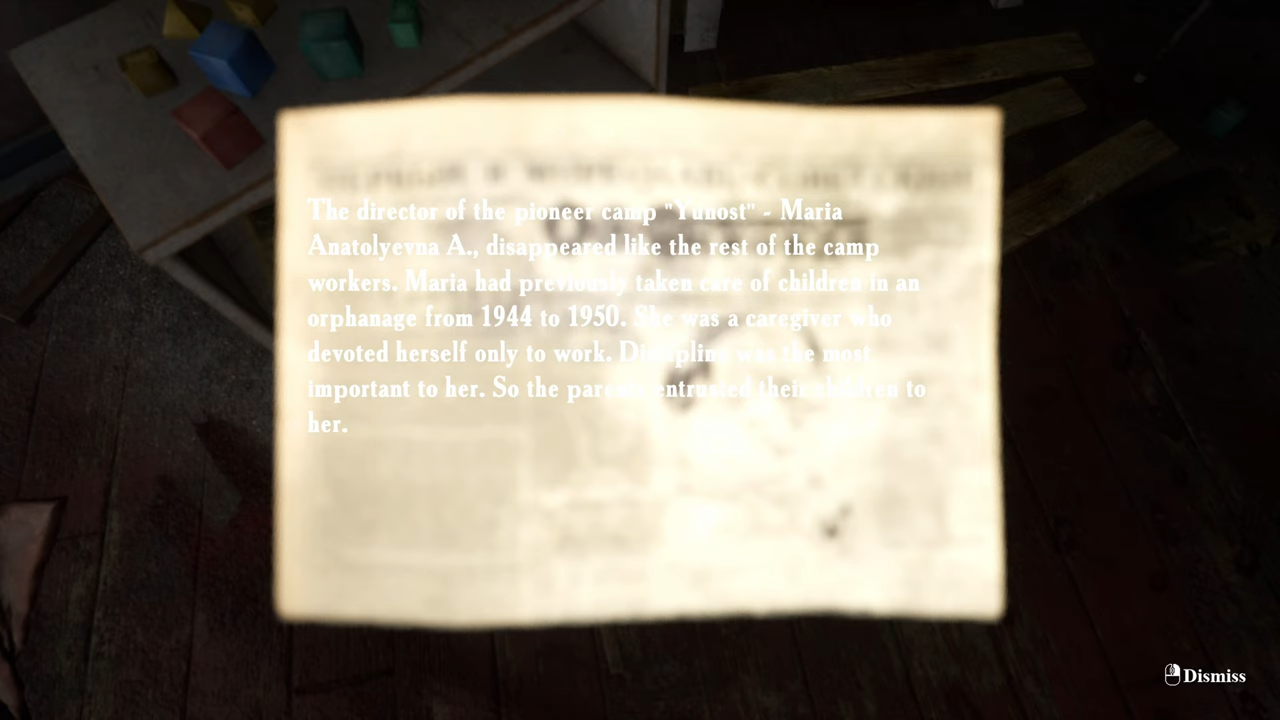 The director of the pioneer camp "Yunost" - Maria
Anatolyevna A., disappeared like the rest of the camp
workers. Maria had previously taken care of children in an
orphanage from 1944 to 1950. She was a caregiver who
devoted herself only to work. Discipline was the most
important to her. So the parents entrusted their children to
her.
Dismiss